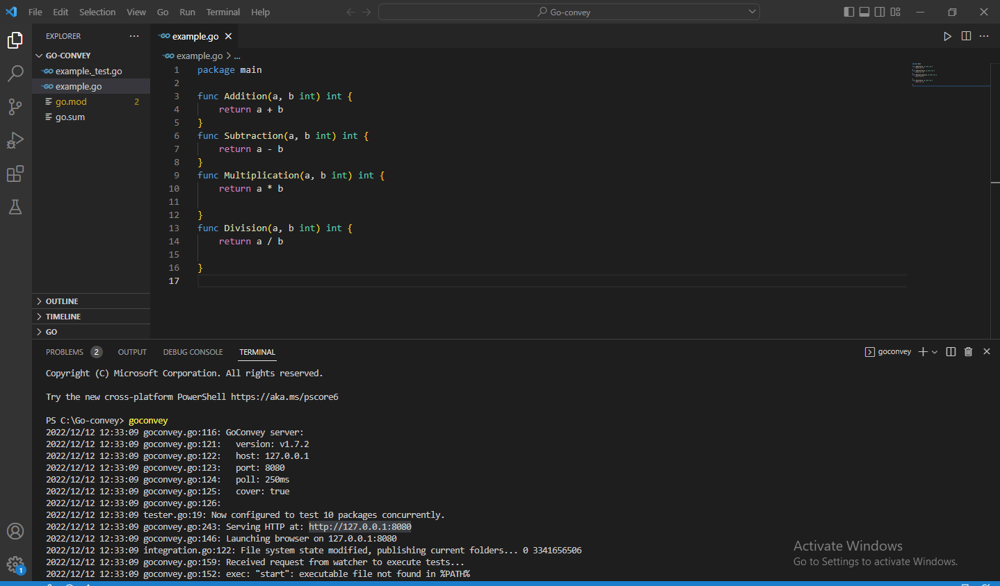 File Edit Selection View Go Run Terminal Help
Go-convey
EXPLORER
GO-CONVEY
example._test.go
example.go
go.mod 2
go.sum
OUTLINE
TIMELINE
GO
example.go
example.go > ...
1 package main
2
3 func Addition(a, b int) int {
4 return a + b
5 }
6 func Subtraction(a, b int) int {
7 return a - b
8 }
9 func Multiplication(a, b int) int {
10 return a * b
11
12 }
13 func Division(a, b int) int {
14 return a / b
15
16 }
17
PROBLEMS 2 OUTPUT DEBUG CONSOLE TERMINAL
goconvey
Copyright (C) Microsoft Corporation. All rights reserved.
Try the new cross-platform PowerShell https://aka.ms/pscore6
PS C:\Go-convey> goconvey
2022/12/12 12:33:09 goconvey.go:116: GoConvey server:
2022/12/12 12:33:09 goconvey.go:121: version: v1.7.2
2022/12/12 12:33:09 goconvey.go:122: host: 127.0.0.1
2022/12/12 12:33:09 goconvey.go:123: port: 8080
2022/12/12 12:33:09 goconvey.go:124: poll: 250ms
2022/12/12 12:33:09 goconvey.go:125: cover: true
2022/12/12 12:33:09 goconvey.go:126:
2022/12/12 12:33:09 tester.go:19: Now configured to test 10 packages concurrently.
2022/12/12 12:33:09 goconvey.go:243: Serving HTTP at: http://127.0.0.1:8080
2022/12/12 12:33:09 goconvey.go:146: Launching browser on 127.0.0.1:8080
2022/12/12 12:33:09 integration.go:122: File system state modified, publishing current folders... 0 3341656506
2022/12/12 12:33:09 goconvey.go:159: Received request from watcher to execute tests...
2022/12/12 12:33:09 goconvey.go:152: exec: "start": executable file not found in %PATH%
Activate Windows
Go to Settings to activate Windows.
1